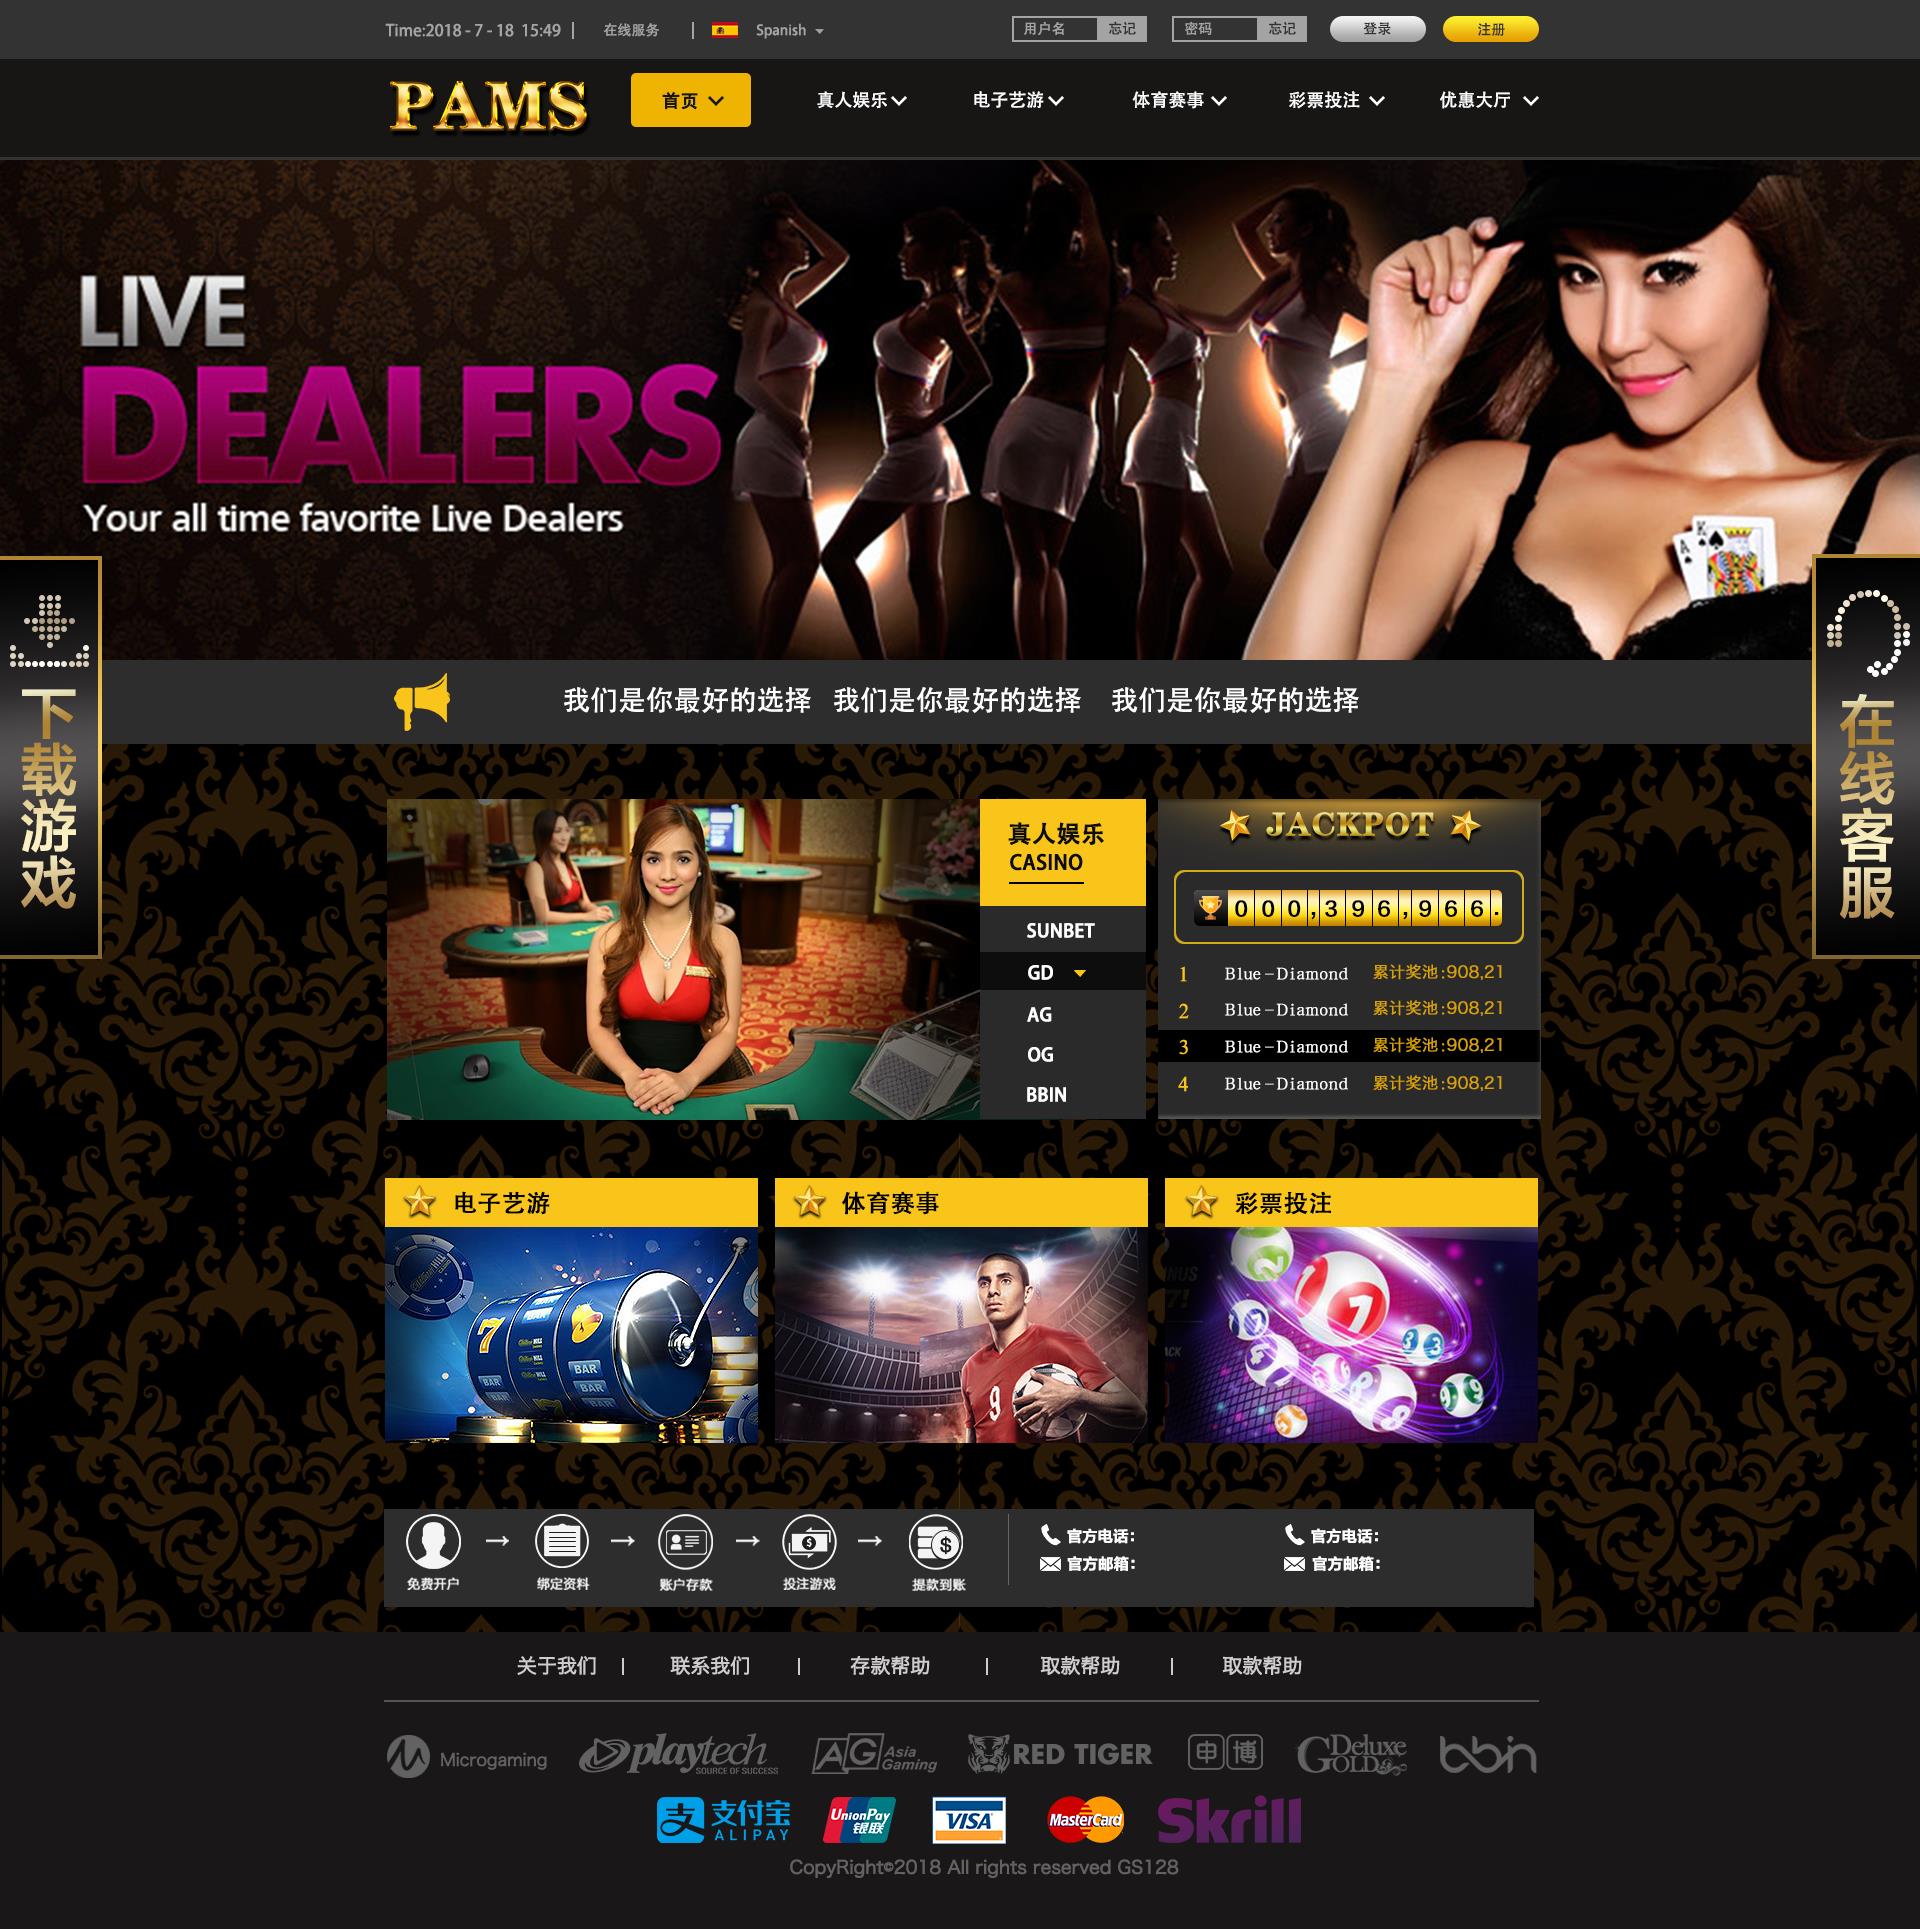 Time:2018 - 7 - 18 15:49
在线服务
Spanish
用户名 忘记
密码 忘记
登录
注册
PAMS
首页
真人娱乐
电子艺游
体育赛事
彩票投注
优惠大厅
LIVE
DEALERS
Your all time favorite Live Dealers
下载游戏
在线客服
我们是你最好的选择 我们是你最好的选择 我们是你最好的选择
真人娱乐
CASINO
SUNBET
GD
AG
OG
BBIN
JACKPOT
000,396,966.
1 Blue-Diamond 累计奖池:908,21
2 Blue-Diamond 累计奖池:908,21
3 Blue-Diamond 累计奖池:908,21
4 Blue-Diamond 累计奖池:908,21
电子艺游
体育赛事
彩票投注
7
BAR
BAR
BAR
BAR
BAR
9
11
免费开户
绑定资料
账户存款
投注游戏
提款到账
官方电话:
官方邮箱:
官方电话:
官方邮箱:
关于我们 | 联系我们 | 存款帮助 | 取款帮助 | 取款帮助
Microgaming
playtech
SOURCE OF SUCCESS
AG Asia Gaming
RED TIGER
申博
GD Deluxe GOLD
bbin
支付宝
ALIPAY
UnionPay
银联
VISA
MasterCard
Skrill
CopyRight©2018 All rights reserved GS128